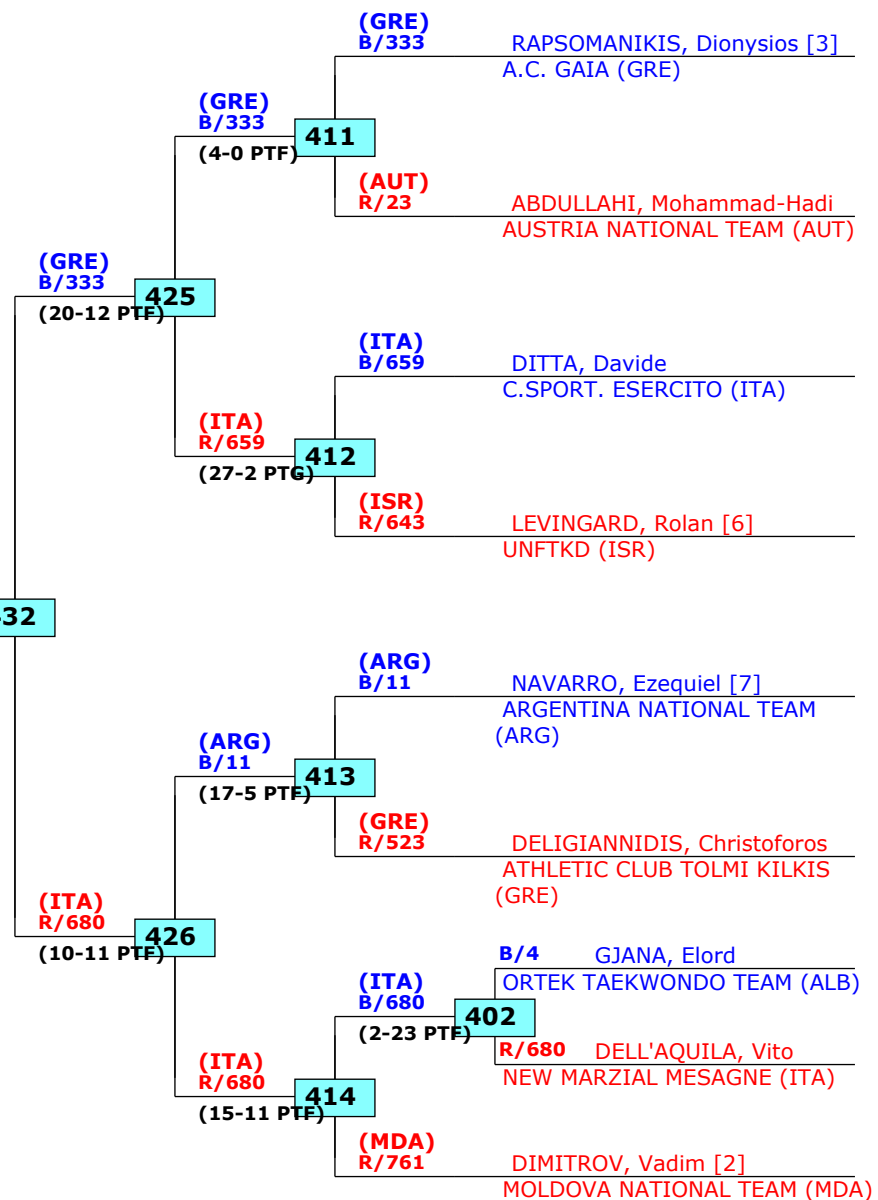 (GRE)
B/333
RAPSOMANIKIS, Dionysios [3]
A.C. GAIA (GRE)
(GRE)
B/333
411
(4-0 PTF)
(AUT)
R/23
ABDULLAHI, Mohammad-Hadi
AUSTRIA NATIONAL TEAM (AUT)
(GRE)
B/333
425
(20-12 PTF)
(ITA)
B/659
DITTA, Davide
C.SPORT. ESERCITO (ITA)
(ITA)
R/659
412
(27-2 PTG)
(ISR)
R/643
LEVINGARD, Rolan [6]
UNFTKD (ISR)
32
(ARG)
B/11
NAVARRO, Ezequiel [7]
ARGENTINA NATIONAL TEAM
(ARG)
(ARG)
B/11
413
(17-5 PTF)
(GRE)
R/523
DELIGIANNIDIS, Christoforos
ATHLETIC CLUB TOLMI KILKIS
(GRE)
(ITA)
R/680
426
(10-11 PTF)
B/4
GJANA, Elord
ORTEK TAEKWONDO TEAM (ALB)
(ITA)
B/680
402
(2-23 PTF)
R/680
DELL'AQUILA, Vito
NEW MARZIAL MESAGNE (ITA)
(ITA)
R/680
414
(15-11 PTF)
(MDA)
R/761
DIMITROV, Vadim [2]
MOLDOVA NATIONAL TEAM (MDA)